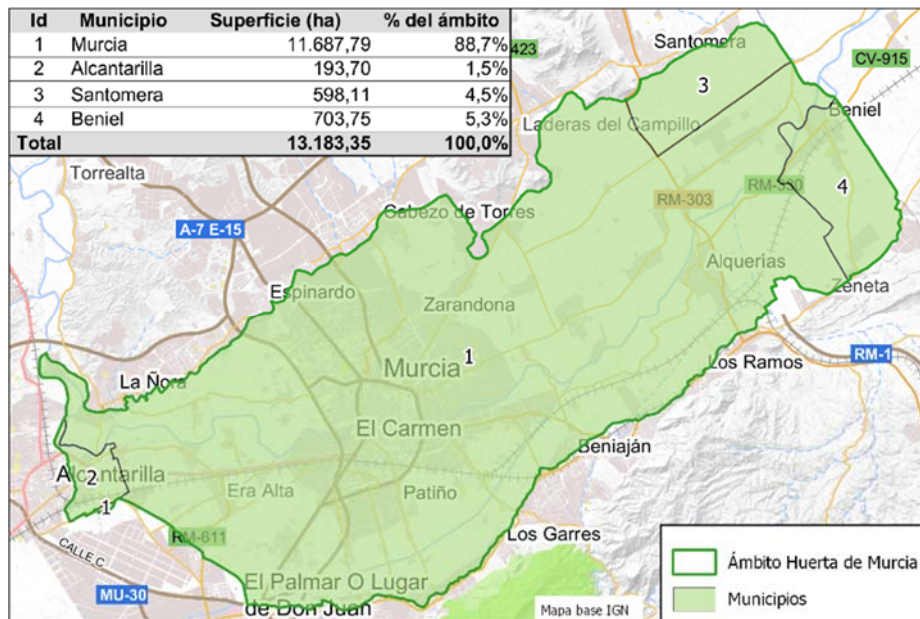 Id Municipio Superficie (ha) % del ámbito
1 Murcia 11.687,79 88,7%
2 Alcantarilla 193,70 1,5%
3 Santomera 598,11 4,5%
4 Beniel 703,75 5,3%
Total 13.183,35 100,0%
423
Santomera
CV-915
3
Beniel
Laderas del Campillo
Torrealta
RM-303
RM-330
4
Cabezo de Torres
A-7 E-15
Alquerías
Zeneta
Espinardo
Zarandona
Murcia
1
RM-1
Los Ramos
La Ñora
El Carmen
Beniaján
Alcantarilla
2
Era Alta
Patiño
1
RM-611
Los Garres
CALLE C
El Palmar O Lugar
de Don Juan
MU-30
Mapa base IGN
Ámbito Huerta de Murcia
Municipios